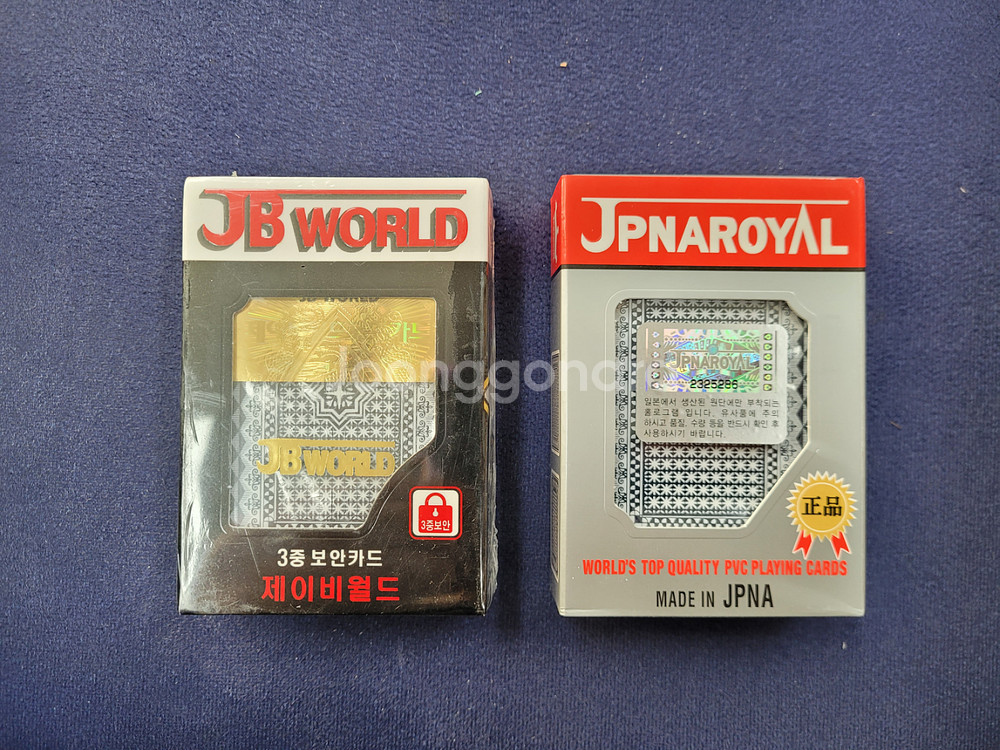 JB WORLD
JB WORLD
카드
JB WORLD
3중보안
3중 보안카드
제이비월드
JPNAROYAL
JPNAROYAL
2325286
일본에서 생산된 원단에만 부착되는
홀로그램 입니다. 유사품에 주의
하시고 품질, 수량 등을 반드시 확인 후
사용하시기 바랍니다.
正品
WORLD'S TOP QUALITY PVC PLAYING CARDS
MADE IN JPNA